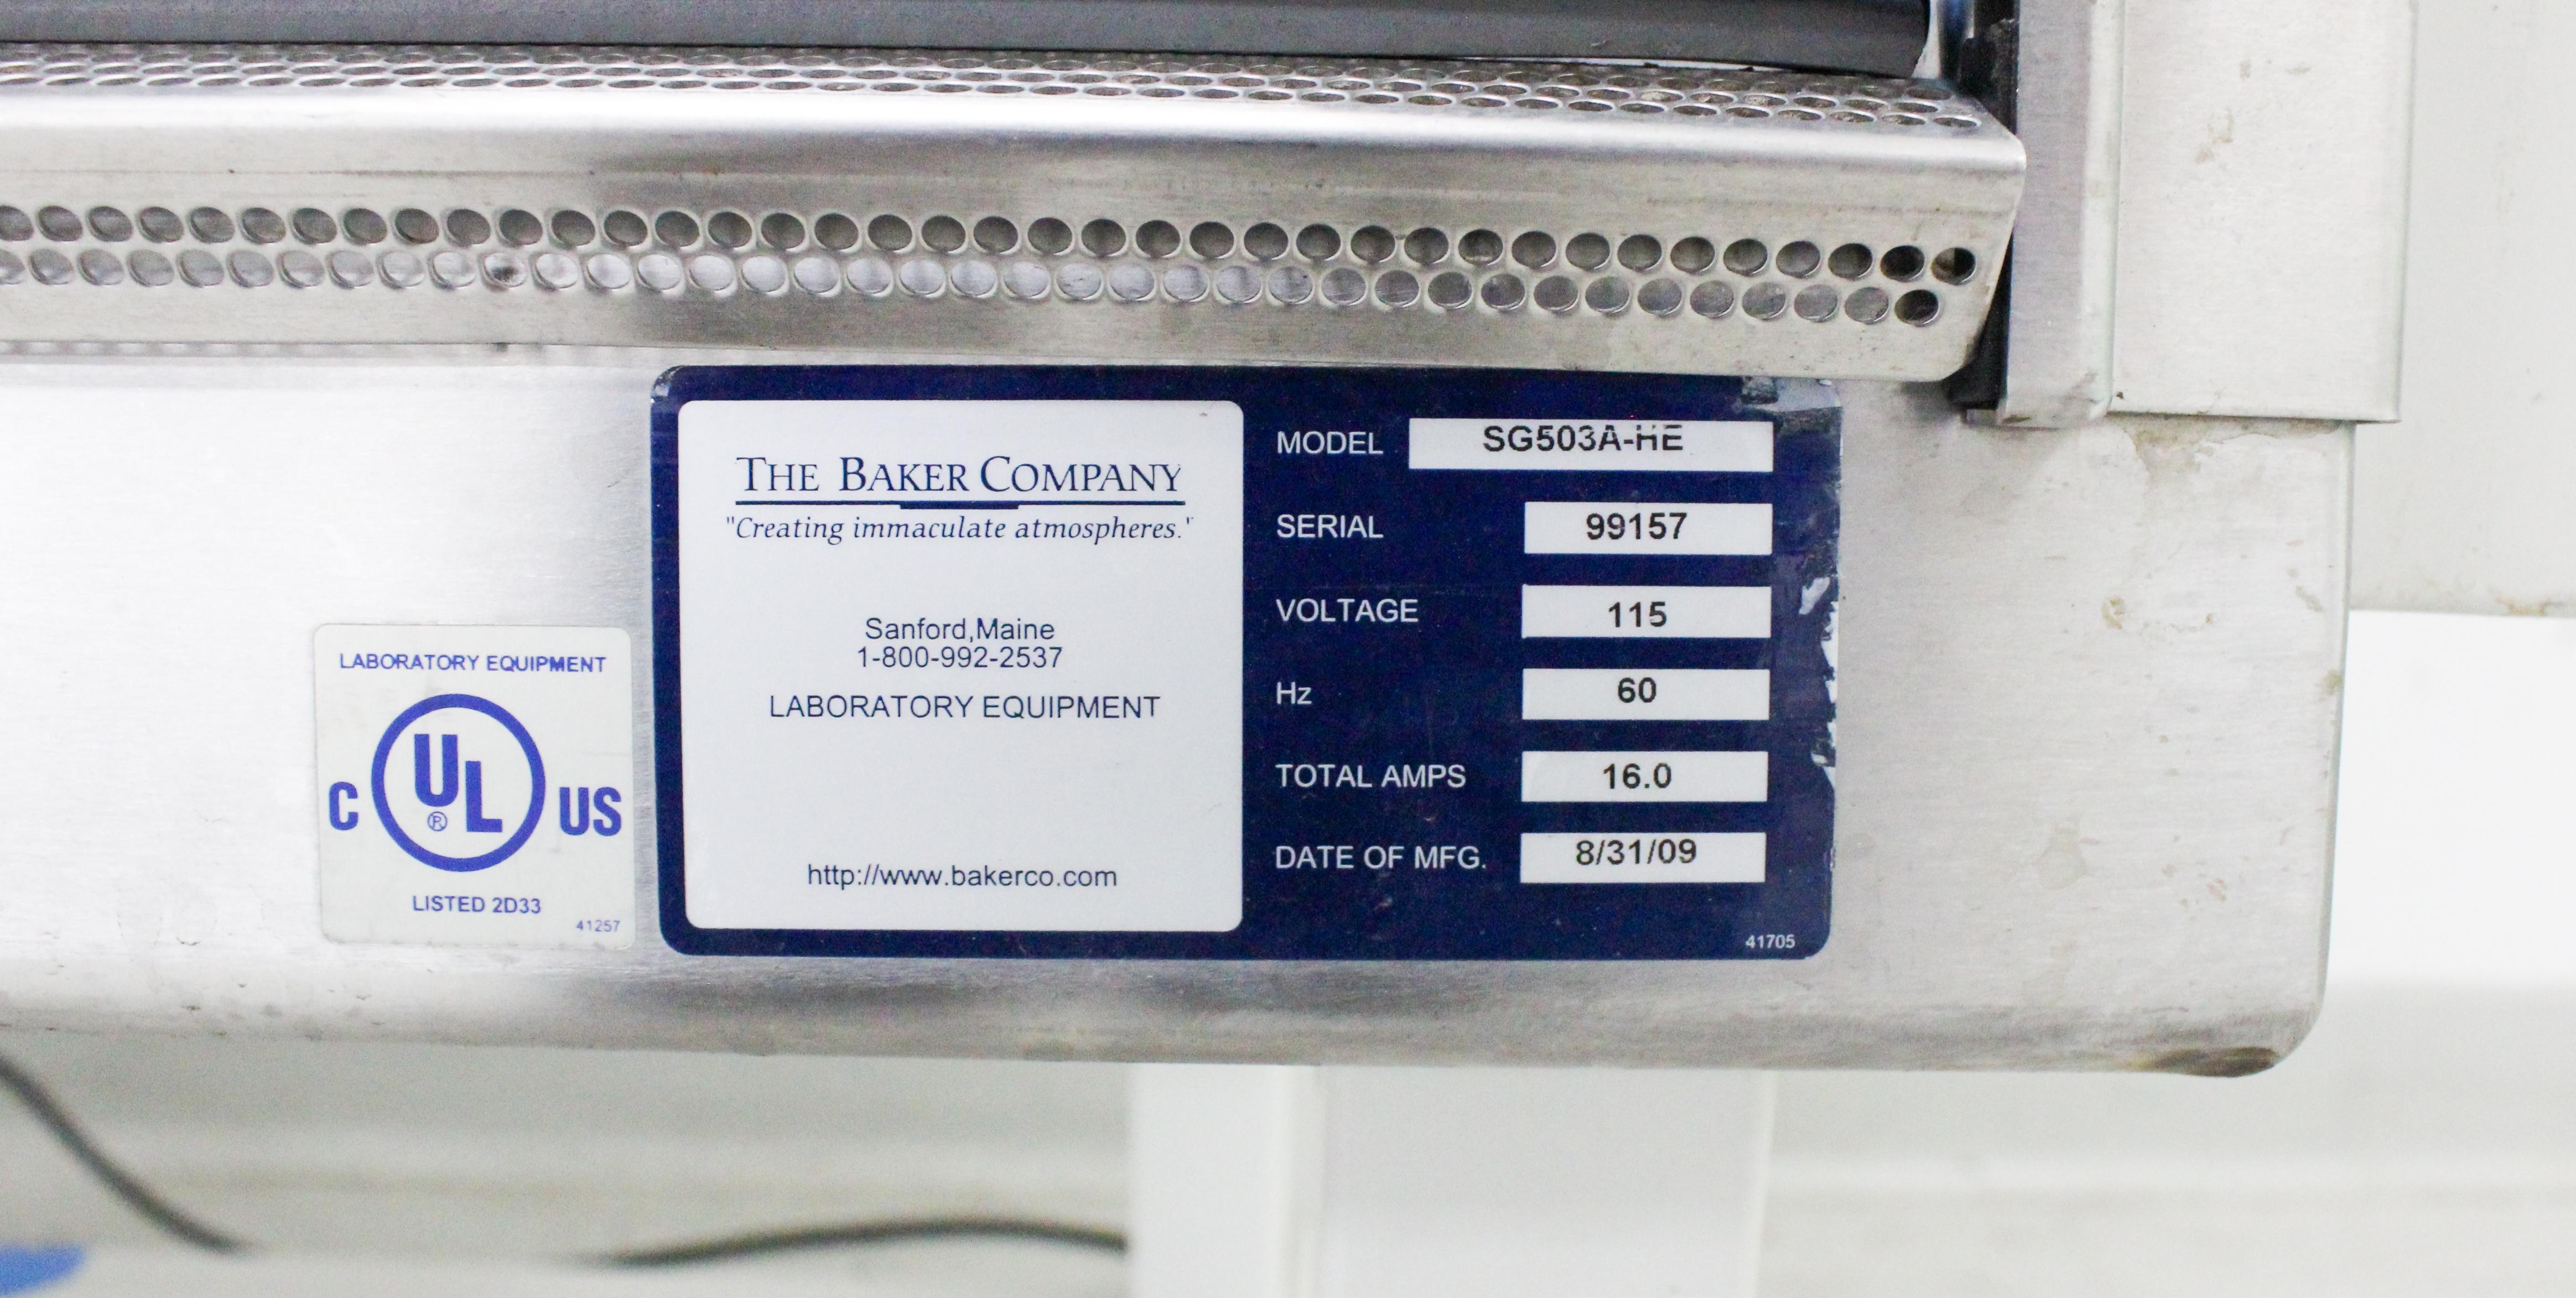 THE BAKER COMPANY
"Creating immaculate atmospheres."
Sanford,Maine
1-800-992-2537
LABORATORY EQUIPMENT
http://www.bakerco.com
MODEL SG503A-HE
SERIAL 99157
VOLTAGE 115
Hz 60
TOTAL AMPS 16.0
DATE OF MFG. 8/31/09
41705
LABORATORY EQUIPMENT
C UL® US
LISTED 2D33
41257